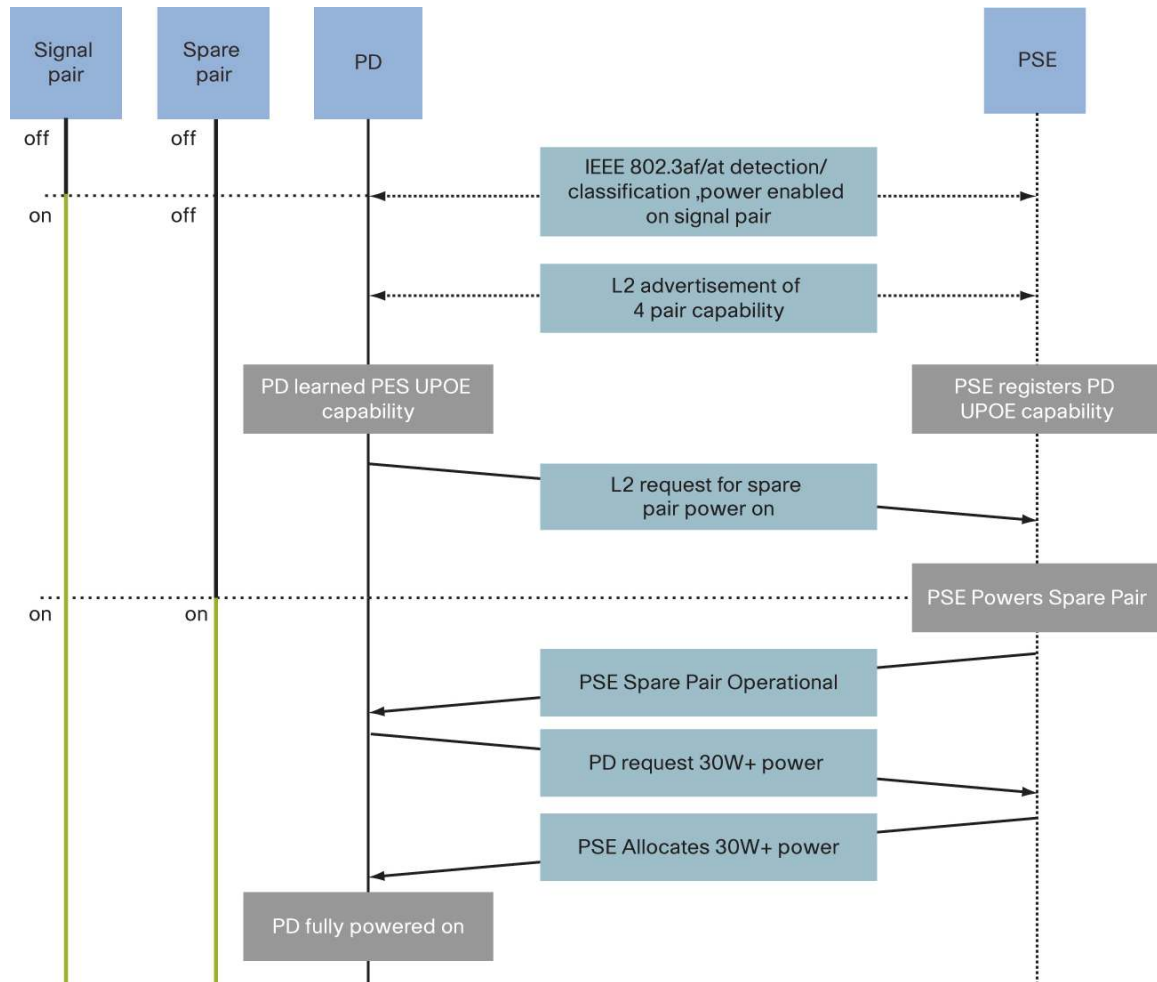 Signal
pair
Spare
pair
PD
PSE
off
off
IEEE 802.3af/at detection/
classification ,power enabled
on signal pair
on
off
L2 advertisement of
4 pair capability
PD learned PES UPOE
capability
PSE registers PD
UPOE capability
L2 request for spare
pair power on
PSE Powers Spare Pair
on
on
PSE Spare Pair Operational
PD request 30W+ power
PSE Allocates 30W+ power
PD fully powered on